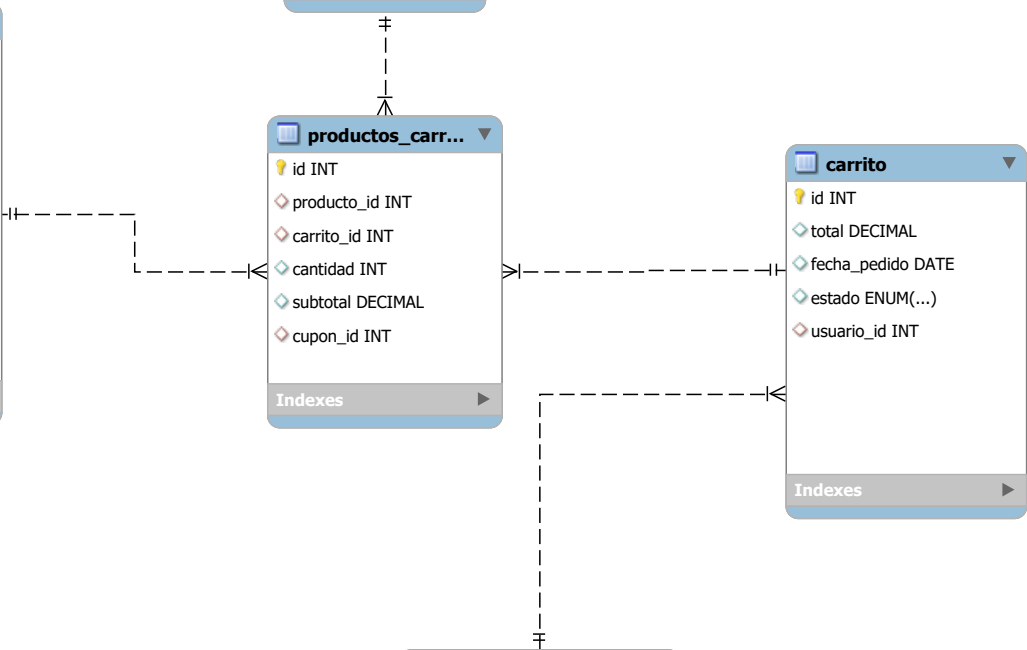 productos_carr...
id INT
producto_id INT
carrito_id INT
cantidad INT
subtotal DECIMAL
cupon_id INT
Indexes
carrito
id INT
total DECIMAL
fecha_pedido DATE
estado ENUM(...)
usuario_id INT
Indexes